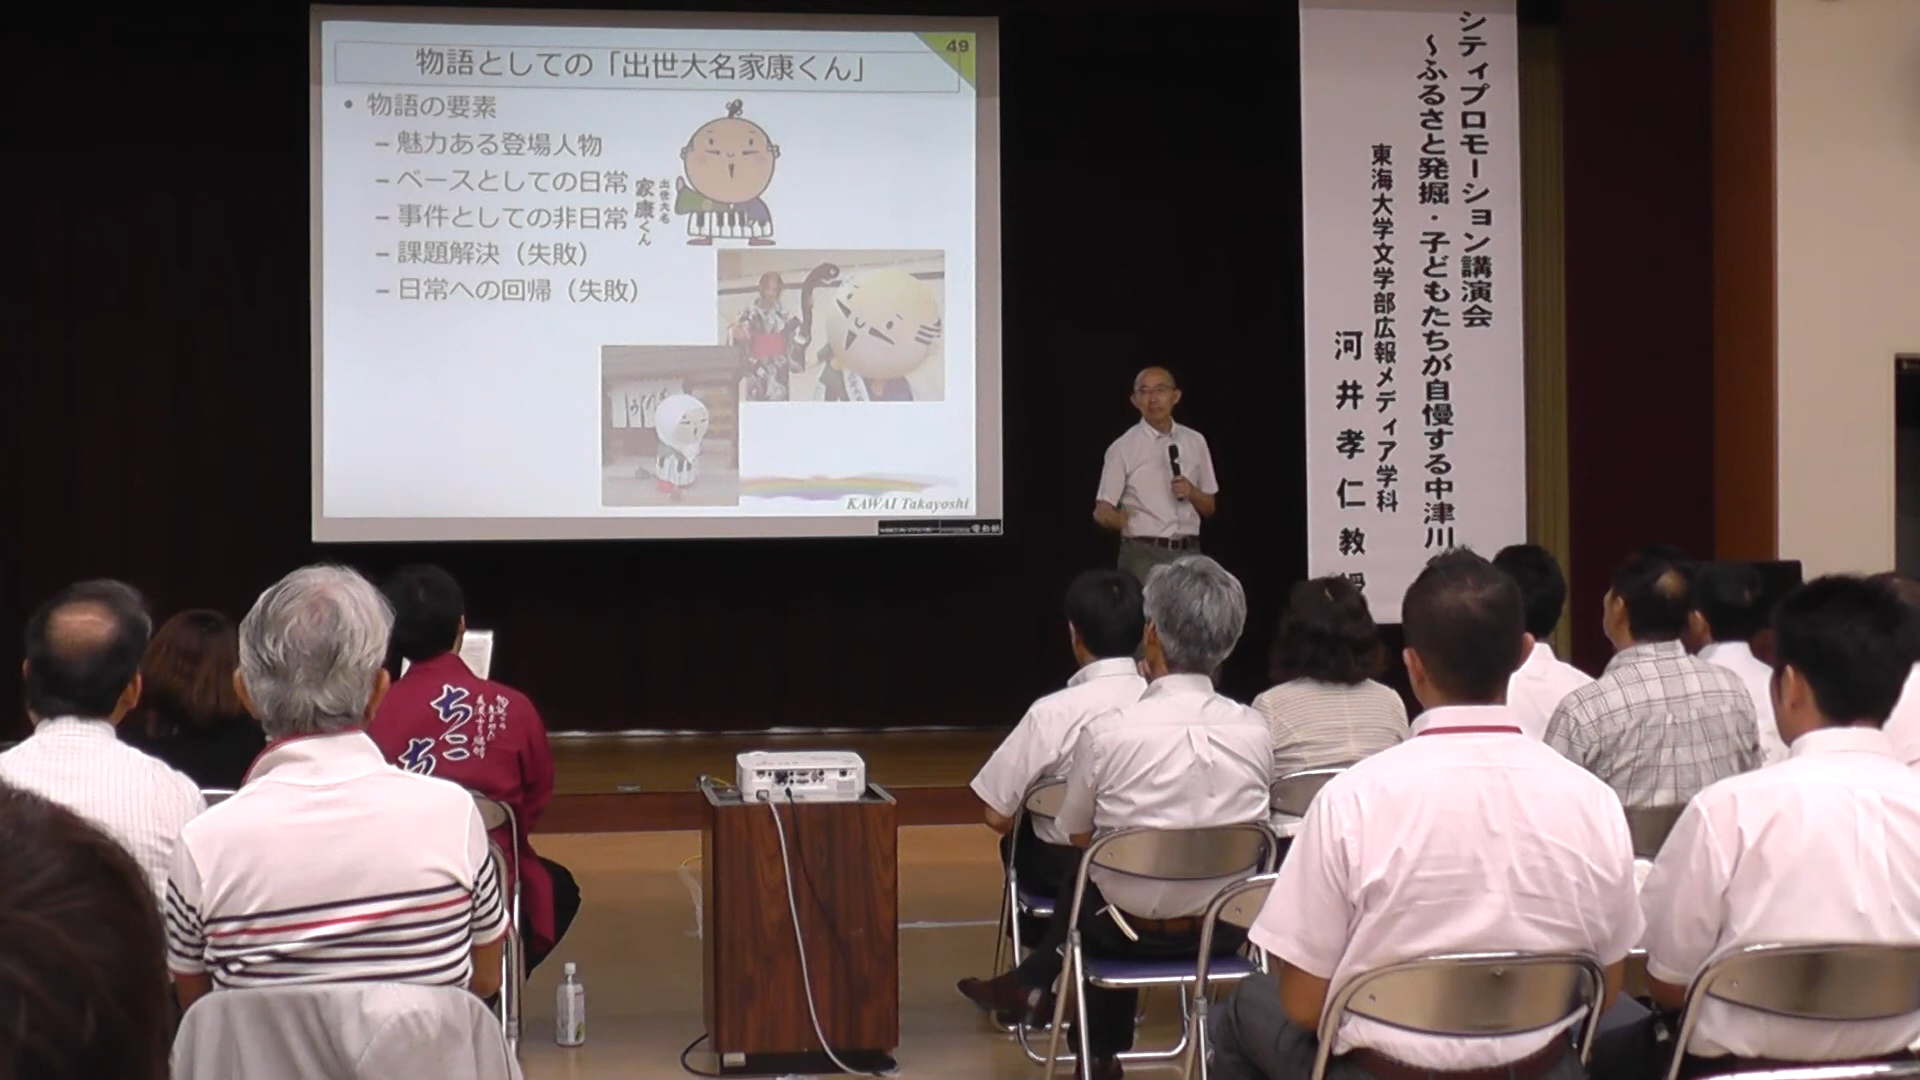 49
物語としての「出世大名家康くん」
• 物語の要素
– 魅力ある登場人物
– ベースとしての日常
– 事件としての非日常
– 課題解決（失敗）
– 日常への回帰（失敗）
出世大名
家康くん
KAWAI Takayoshi
シティプロモーション講演会
～ふるさと発掘・子どもたちが自慢する中津川
東海大学文学部広報メディア学科
河井孝仁教授